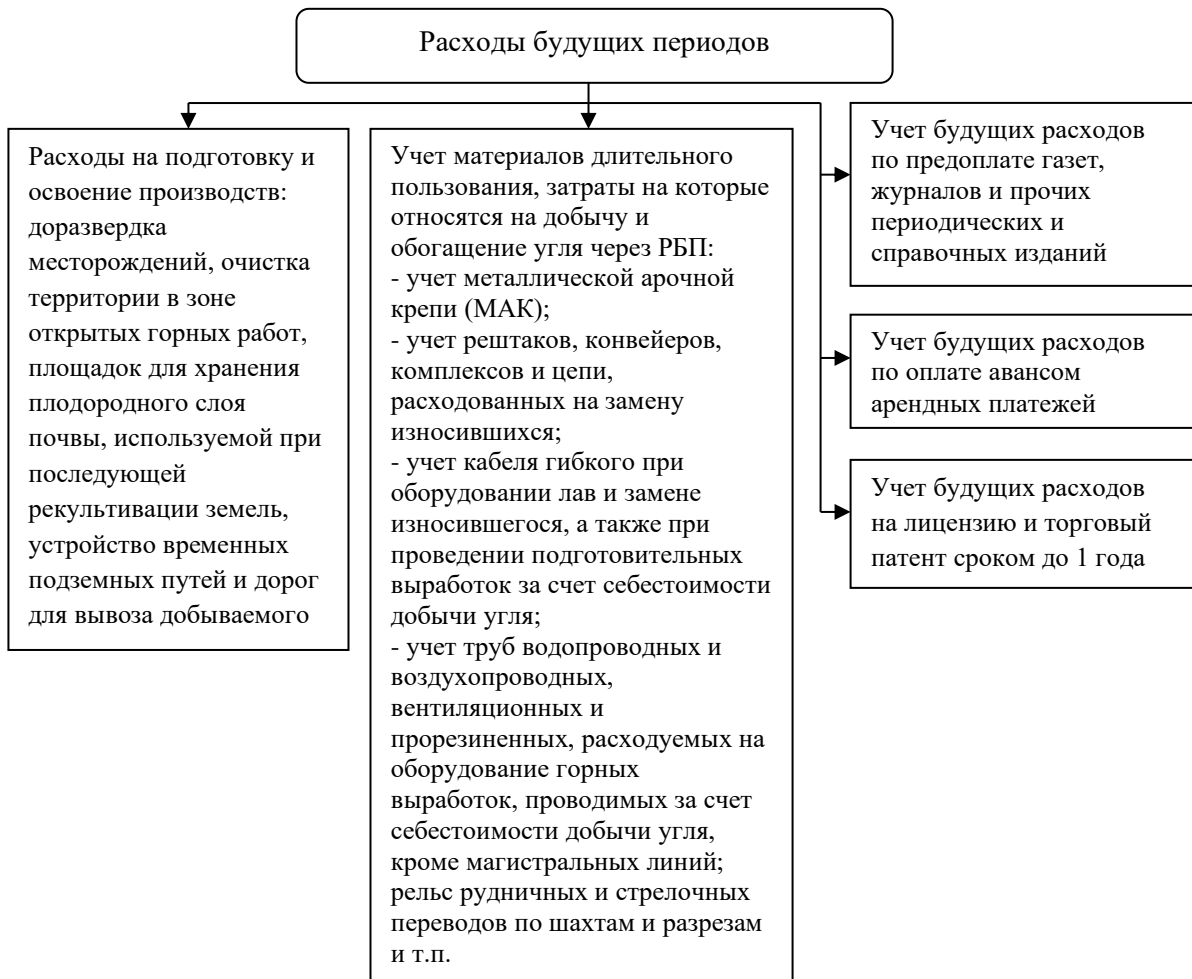 Расходы будущих периодов
Расходы на подготовку и
освоение производств:
доразвердка
месторождений, очистка
территории в зоне
открытых горных работ,
площадок для хранения
плодородного слоя
почвы, используемой при
последующей
рекультивации земель,
устройство временных
подземных путей и дорог
для вывоза добываемого
Учет материалов длительного
пользования, затраты на которые
относятся на добычу и
обогащение угля через РБП:
- учет металлической арочной
крепи (МАК);
- учет рештаков, конвейеров,
комплексов и цепи,
расходованных на замену
износившихся;
- учет кабеля гибкого при
оборудовании лав и замене
износившегося, а также при
проведении подготовительных
выработок за счет себестоимости
добычи угля;
- учет труб водопроводных и
воздухопроводных,
вентиляционных и
прорезиненных, расходуемых на
оборудование горных
выработок, проводимых за счет
себестоимости добычи угля,
кроме магистральных линий;
рельс рудничных и стрелочных
переводов по шахтам и разрезам
и т.п.
Учет будущих расходов
по предоплате газет,
журналов и прочих
периодических и
справочных изданий
Учет будущих расходов
по оплате авансом
арендных платежей
Учет будущих расходов
на лицензию и торговый
патент сроком до 1 года